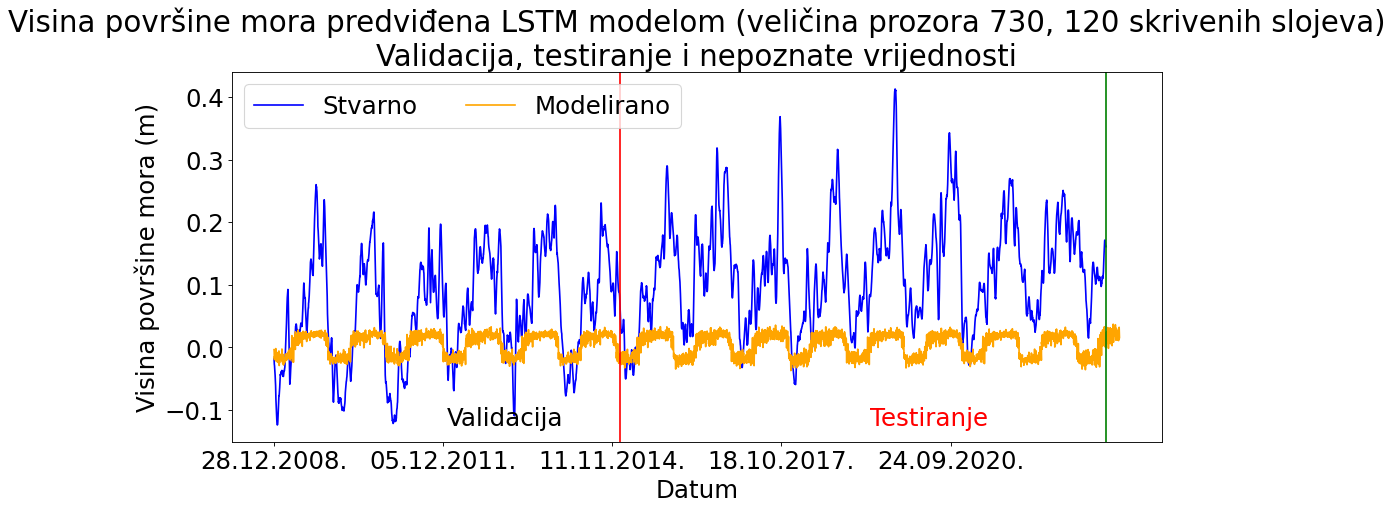 Visina površine mora predviđena LSTM modelom (veličina prozora 730, 120 skrivenih slojeva)
Validacija, testiranje i nepoznate vrijednosti
Stvarno
Modelirano
Visina površine mora (m)
0.4
0.3
0.2
0.1
0.0
−0.1
Validacija
Testiranje
28.12.2008.
05.12.2011.
11.11.2014.
18.10.2017.
24.09.2020.
Datum